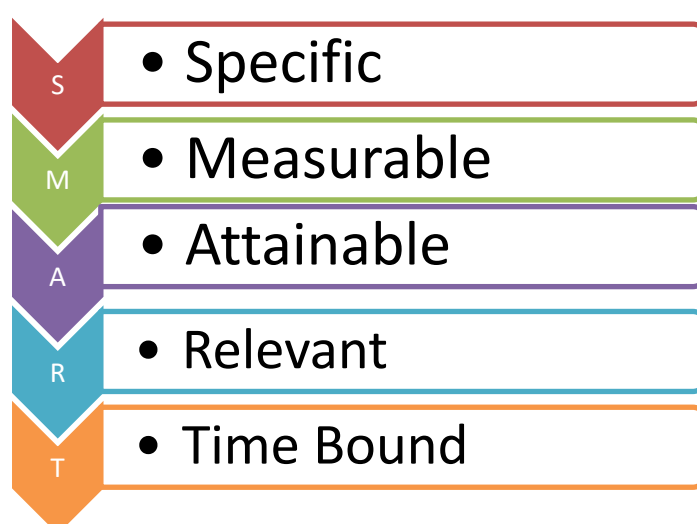 S
• Specific
M
• Measurable
A
• Attainable
R
• Relevant
T
• Time Bound